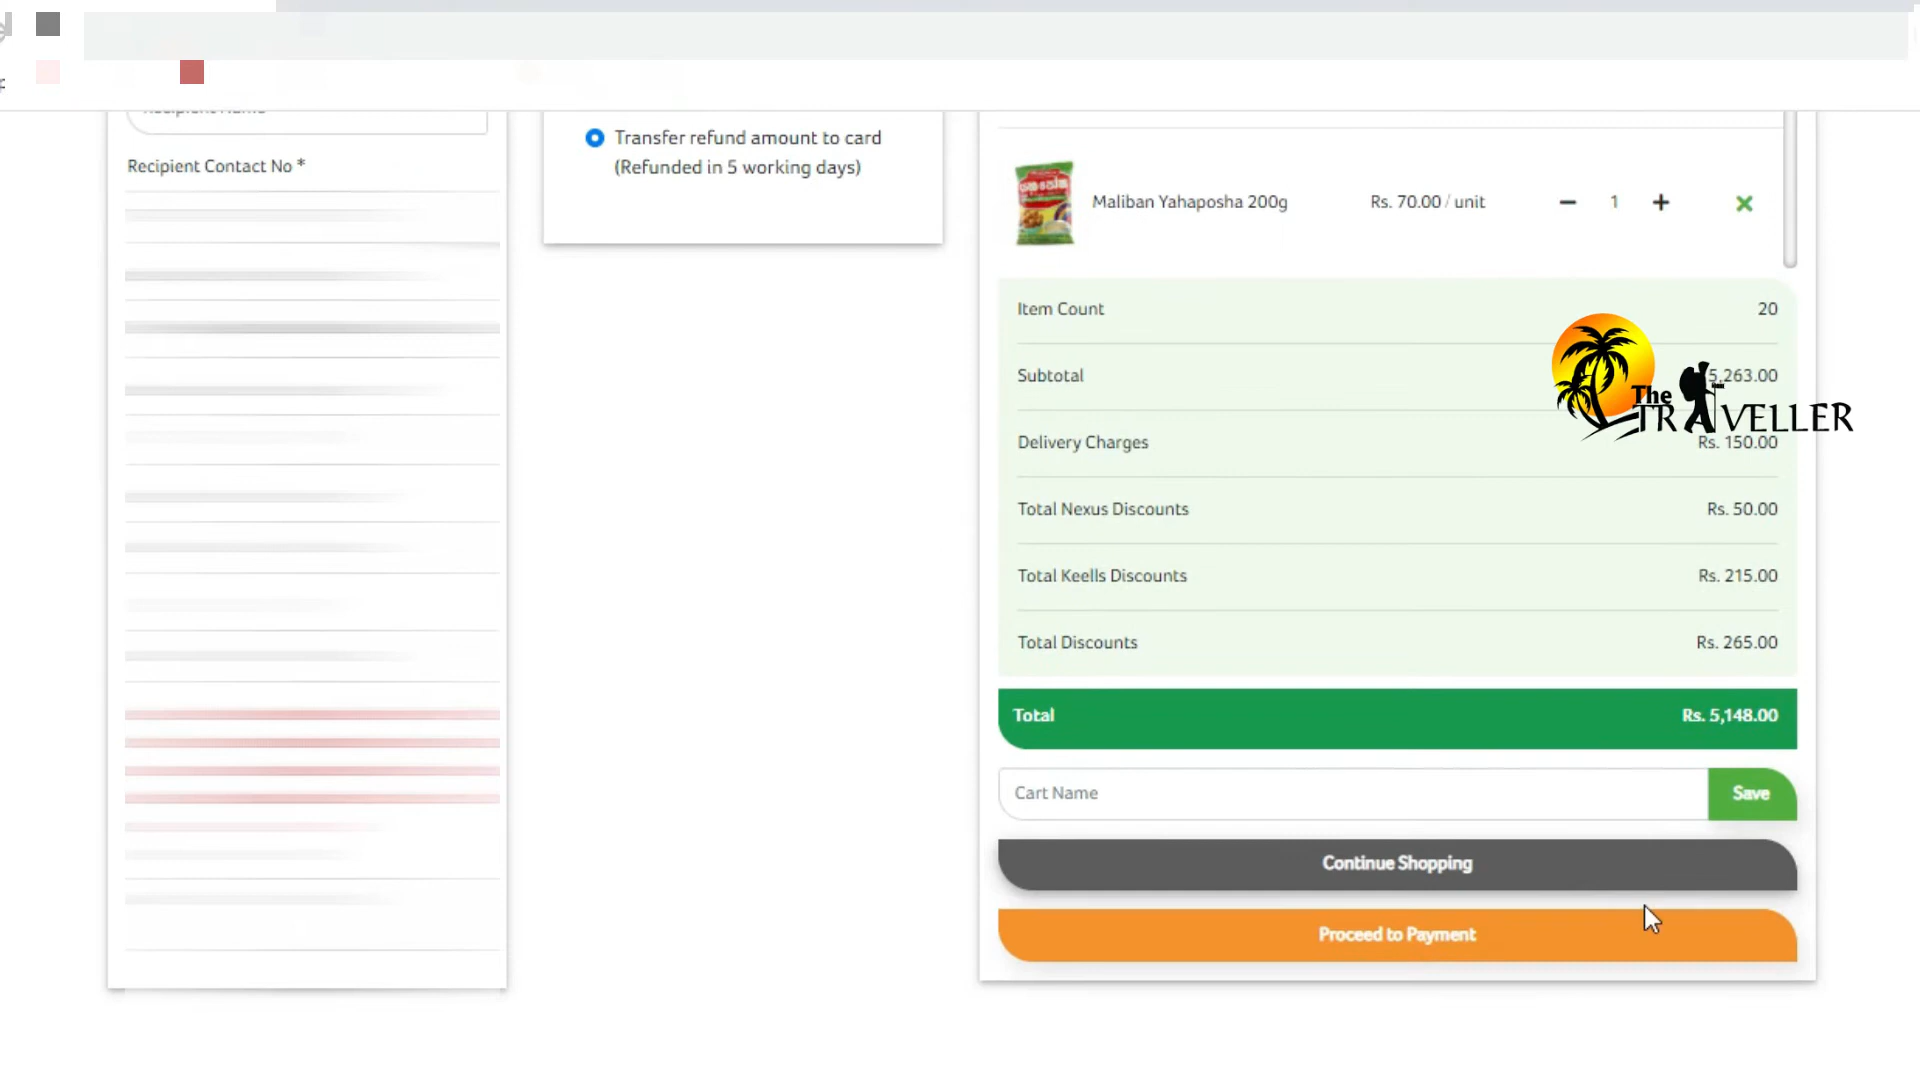 Recipient Name
Recipient Contact No *
Transfer refund amount to card
(Refunded in 5 working days)
Maliban Yahaposha 200g Rs. 70.00 / unit 1
Item Count 20
Subtotal 5,263.00
Delivery Charges Rs. 150.00
Total Nexus Discounts Rs. 50.00
Total Keells Discounts Rs. 215.00
Total Discounts Rs. 265.00
Total Rs. 5,148.00
Cart Name Save
Continue Shopping
Proceed to Payment
The
TRAVELLER